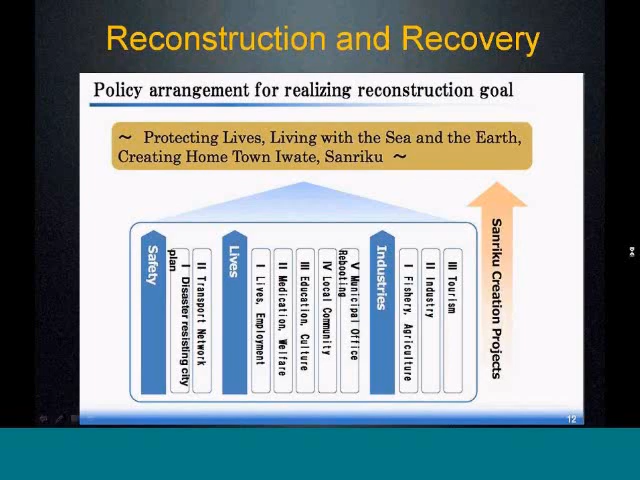 Reconstruction and Recovery
Policy arrangement for realizing reconstruction goal
～ Protecting Lives, Living with the Sea and the Earth,
Creating Home Town Iwate, Sanriku ～
Safety
Ⅰ Disaster resisting city
plan
Ⅱ Transport Network
Lives
Ⅰ Lives, Employment
Ⅱ Medication, Welfare
Ⅲ Education, Culture
Ⅳ Local Community
Ⅴ Municipal Office
Rebooting
Industries
Ⅰ Fishery, Agriculture
Ⅱ Industry
Ⅲ Tourism
Sanriku Creation Projects
12